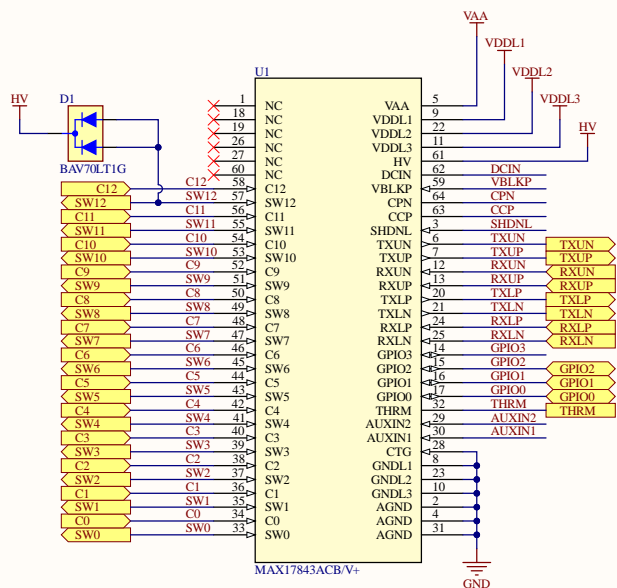 VAA
VDDL1
VDDL2
VDDL3
HV
HV
D1
BAV70LT1G
U1
1 NC VAA 5
18 NC VDDL1 9
19 NC VDDL2 22
26 NC VDDL3 11
27 NC HV 61
60 NC DCIN 62 DCIN
C12 C12 58 C12 VBLKP 59 VBLKP
SW12 SW12 57 SW12 CPN 64 CPN
C11 C11 56 C11 CCP 63 CCP
SW11 SW11 55 SW11 SHDNL 3 SHDNL
C10 C10 54 C10 TXUN 6 TXUN TXUN
SW10 SW10 53 SW10 TXUP 7 TXUP TXUP
C9 C9 52 C9 RXUN 12 RXUN RXUN
SW9 SW9 51 SW9 RXUP 13 RXUP RXUP
C8 C8 50 C8 TXLP 20 TXLP TXLP
SW8 SW8 49 SW8 TXLN 21 TXLN TXLN
C7 C7 48 C7 RXLP 24 RXLP RXLP
SW7 SW7 47 SW7 RXLN 25 RXLN RXLN
C6 C6 46 C6 GPIO3 14 GPIO3
SW6 SW6 45 SW6 GPIO2 15 GPIO2 GPIO2
C5 C5 44 C5 GPIO1 16 GPIO1 GPIO1
SW5 SW5 43 SW5 GPIO0 17 GPIO0 GPIO0
C4 C4 42 C4 THRM 32 THRM THRM
SW4 SW4 41 SW4 AUXIN2 29 AUXIN2
C3 C3 40 C3 AUXIN1 30 AUXIN1
SW3 SW3 39 SW3 CTG 28
C2 C2 38 C2 GNDL1 8
SW2 SW2 37 SW2 GNDL2 23
C1 C1 36 C1 GNDL3 10
SW1 SW1 35 SW1 AGND 2
C0 C0 34 C0 AGND 4
SW0 SW0 33 SW0 AGND 31
MAX17843ACB/V+
GND